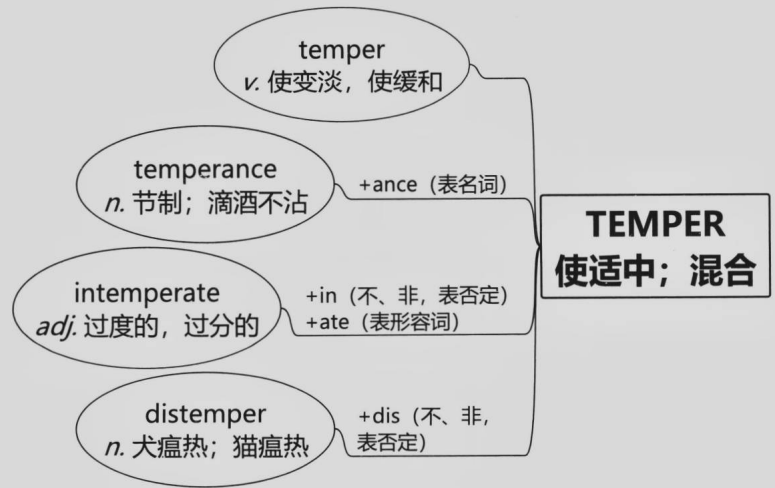 temper
v. 使变淡，使缓和
temperance
n. 节制；滴酒不沾
+ance（表名词）
TEMPER
使适中；混合
intemperate
adj. 过度的，过分的
+in（不、非，表否定）
+ate（表形容词）
distemper
n. 犬瘟热；猫瘟热
+dis（不、非，
表否定）